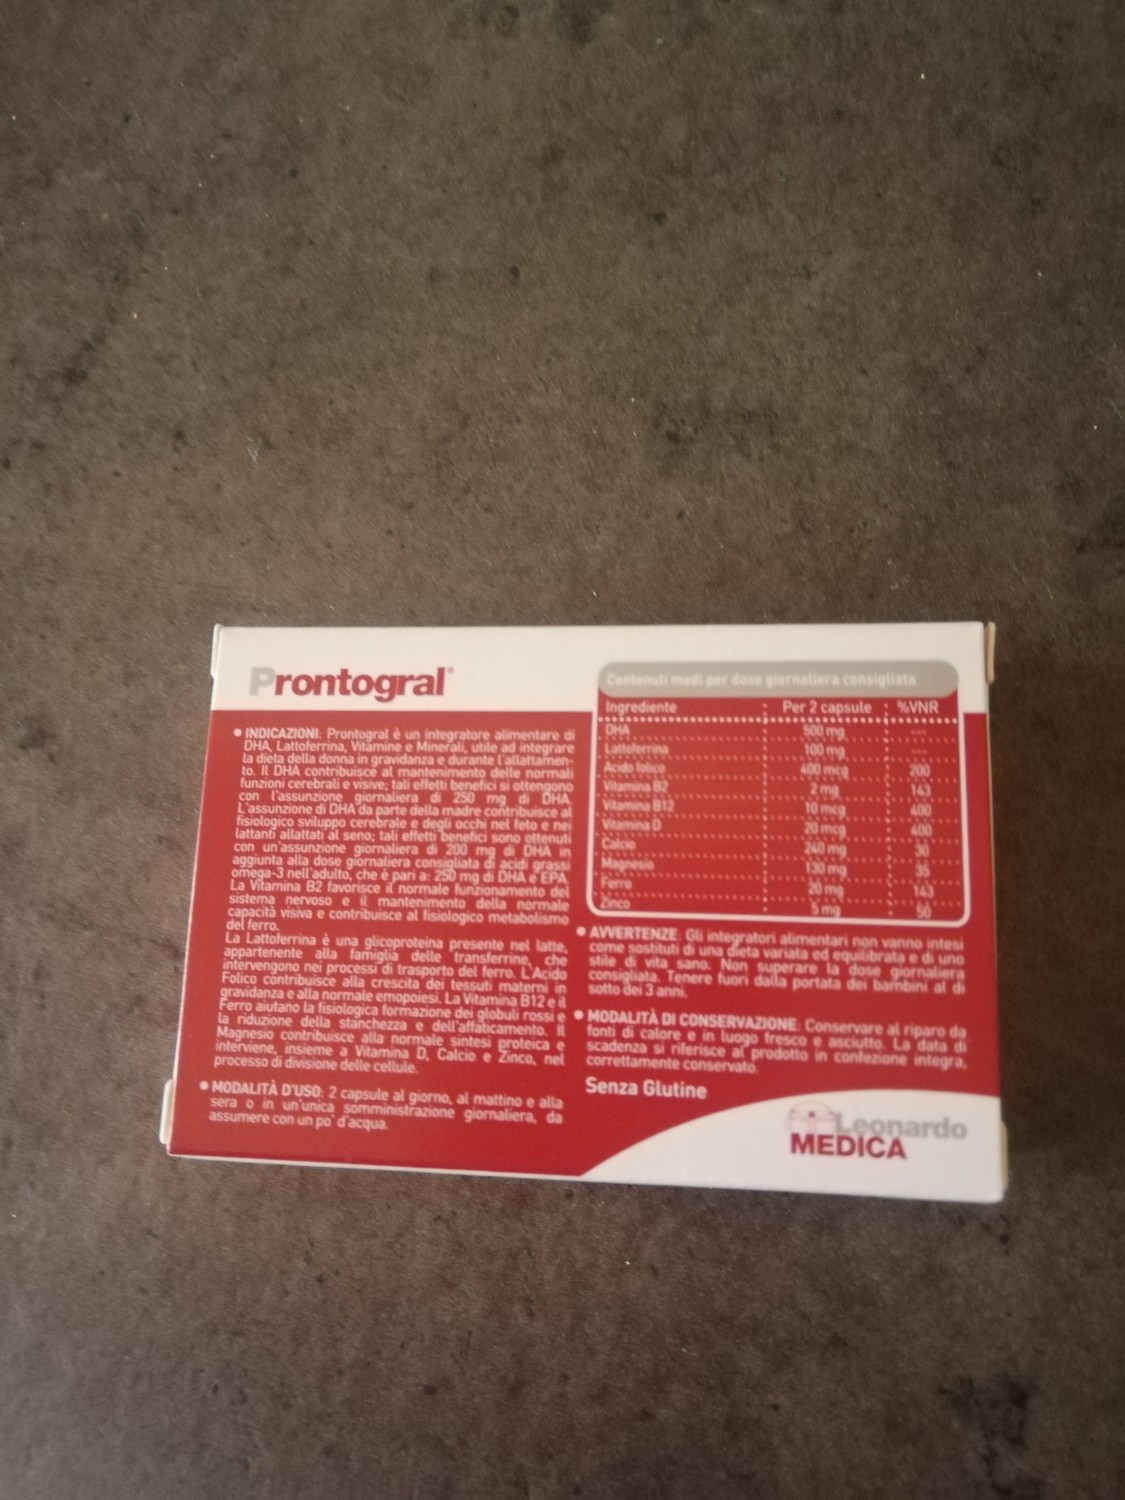 Prontogral®
• INDICAZIONI: Prontogral è un integratore alimentare di
DHA, Lattoferrina, Vitamine e Minerali, utile ad integrare
la dieta della donna in gravidanza e durante l'allattamen-
to. Il DHA contribuisce al mantenimento delle normali
funzioni cerebrali e visive; tali effetti benefici si ottengono
con l'assunzione giornaliera di 250 mg di DHA.
L'assunzione di DHA da parte della madre contribuisce al
fisiologico sviluppo cerebrale e degli occhi nel feto e nei
lattanti allattati al seno; tali effetti benefici sono ottenuti
con un'assunzione giornaliera di 200 mg di DHA in
aggiunta alla dose giornaliera consigliata di acidi grassi
omega-3 nell'adulto, che è pari a: 250 mg di DHA e EPA.
La Vitamina B2 favorisce il normale funzionamento del
sistema nervoso e il mantenimento della normale
capacità visiva e contribuisce al fisiologico metabolismo
del ferro.
La Lattoferrina è una glicoproteina presente nel latte,
appartenente alla famiglia delle transferrine, che
intervengono nei processi di trasporto del ferro. L'Acido
Folico contribuisce alla crescita dei tessuti materni in
gravidanza e alla normale emopoiesi. La Vitamina B12 e il
Ferro aiutano la fisiologica formazione dei globuli rossi e
la riduzione della stanchezza e dell'affaticamento. Il
Magnesio contribuisce alla normale sintesi proteica e
interviene, insieme a Vitamina D, Calcio e Zinco, nel
processo di divisione delle cellule.
• MODALITÀ D'USO: 2 capsule al giorno, al mattino e alla
sera o in un'unica somministrazione giornaliera, da
assumere con un po' d'acqua.
Contenuti medi per dose giornaliera consigliata
Ingrediente Per 2 capsule %VNR
DHA 500 mg ---
Lattoferrina 100 mg ---
Acido folico 400 mcg 200
Vitamina B2 2 mg 143
Vitamina B12 10 mcg 400
Vitamina D 20 mcg 400
Calcio 240 mg 30
Magnesio 130 mg 35
Ferro 20 mg 143
Zinco 5 mg 50
• AVVERTENZE: Gli integratori alimentari non vanno intesi
come sostituti di una dieta variata ed equilibrata e di uno
stile di vita sano. Non superare la dose giornaliera
consigliata. Tenere fuori dalla portata dei bambini al di
sotto dei 3 anni.
• MODALITÀ DI CONSERVAZIONE: Conservare al riparo da
fonti di calore e in luogo fresco e asciutto. La data di
scadenza si riferisce al prodotto in confezione integra,
correttamente conservato.
Senza Glutine
Leonardo
MEDICA